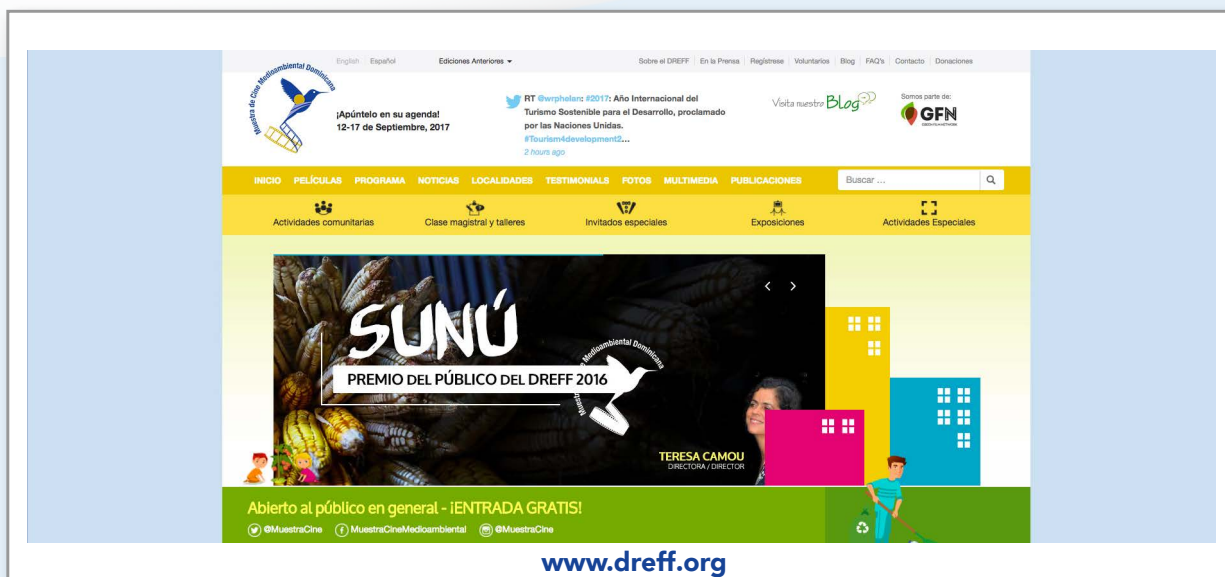 English Español
Ediciones Anteriores
Sobre el DREFF En la Prensa Regístrese Voluntarios Blog FAQ's Contacto Donaciones
Muestra de Cine Medioambiental Dominicana
¡Apúntelo en su agenda!
12-17 de Septiembre, 2017
RT @wrphelan: #2017: Año Internacional del
Turismo Sostenible para el Desarrollo, proclamado
por las Naciones Unidas.
#Tourism4development2...
2 hours ago
Visita nuestro Blog
Somos parte de:
GFN
INICIO PELÍCULAS PROGRAMA NOTICIAS LOCALIDADES TESTIMONIALS FOTOS MULTIMEDIA PUBLICACIONES
Buscar ...
Actividades comunitarias Clase magistral y talleres Invitados especiales Exposiciones Actividades Especiales
SUNÚ
PREMIO DEL PÚBLICO DEL DREFF 2016
Muestra de Cine Medioambiental Dominicana
TERESA CAMOU
DIRECTORA / DIRECTOR
Abierto al público en general - ¡ENTRADA GRATIS!
@MuestraCine MuestraCineMedioambiental @MuestraCine
www.dreff.org